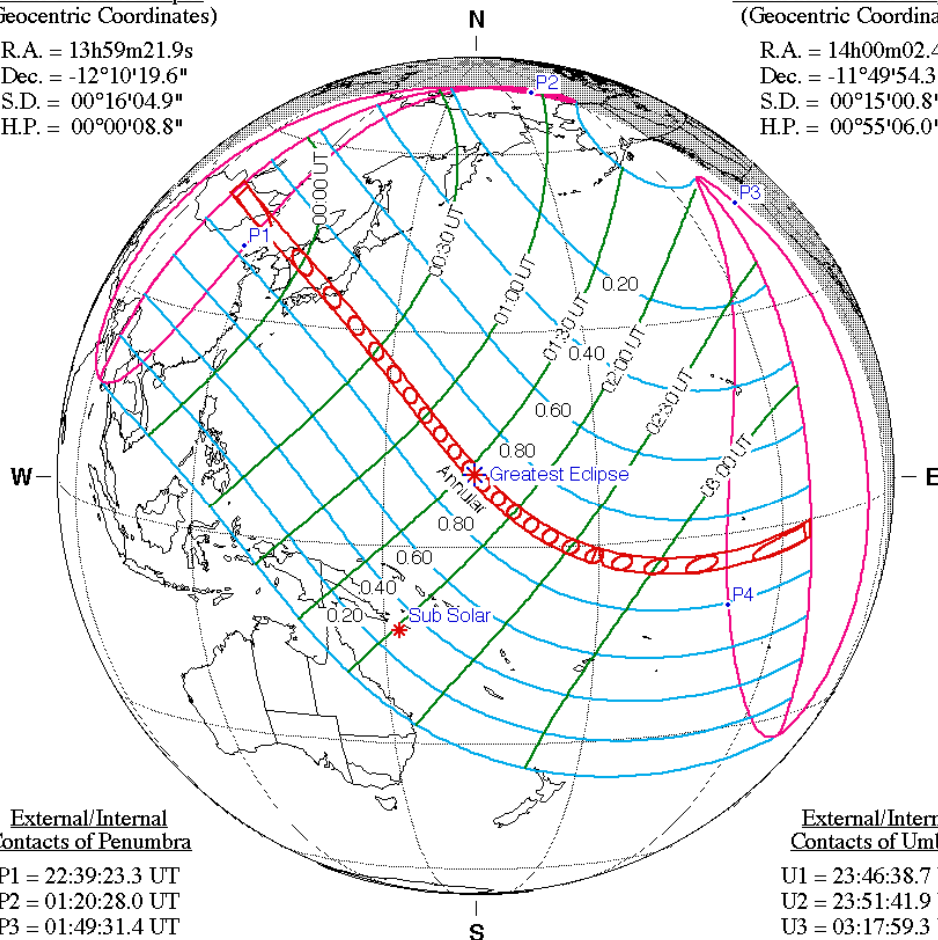 Geocentric Coordinates)
R.A. = 13h59m21.9s
Dec. = -12°10'19.6"
S.D. = 00°16'04.9"
H.P. = 00°00'08.8"
N
(Geocentric Coordina
R.A. = 14h00m02.4
Dec. = -11°49'54.3
S.D. = 00°15'00.8'
H.P. = 00°55'06.0'
P2
P3
P1
00:00 UT
00:30 UT
01:00 UT
01:30 UT
02:00 UT
02:30 UT
03:00 UT
0.20
0.40
0.60
0.80
W
E
Greatest Eclipse
Annular
0.80
0.60
0.40
0.20
Sub Solar
P4
External/Internal
Contacts of Penumbra
P1 = 22:39:23.3 UT
P2 = 01:20:28.0 UT
P3 = 01:49:31.4 UT
External/Intern
Contacts of Umb
U1 = 23:46:38.7
U2 = 23:51:41.9
U3 = 03:17:59.3
S